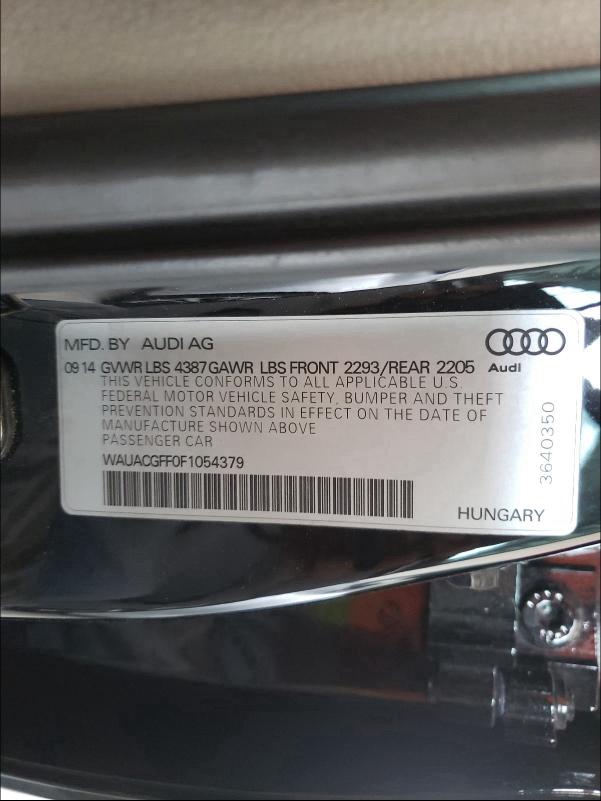 MFD. BY AUDI AG
09 14 GVWR LBS 4387 GAWR LBS FRONT 2293/REAR 2205
Audi
THIS VEHICLE CONFORMS TO ALL APPLICABLE U.S.
FEDERAL MOTOR VEHICLE SAFETY, BUMPER AND THEFT
PREVENTION STANDARDS IN EFFECT ON THE DATE OF
MANUFACTURE SHOWN ABOVE
PASSENGER CAR
WAUACGFF0F1054379
HUNGARY
3640350